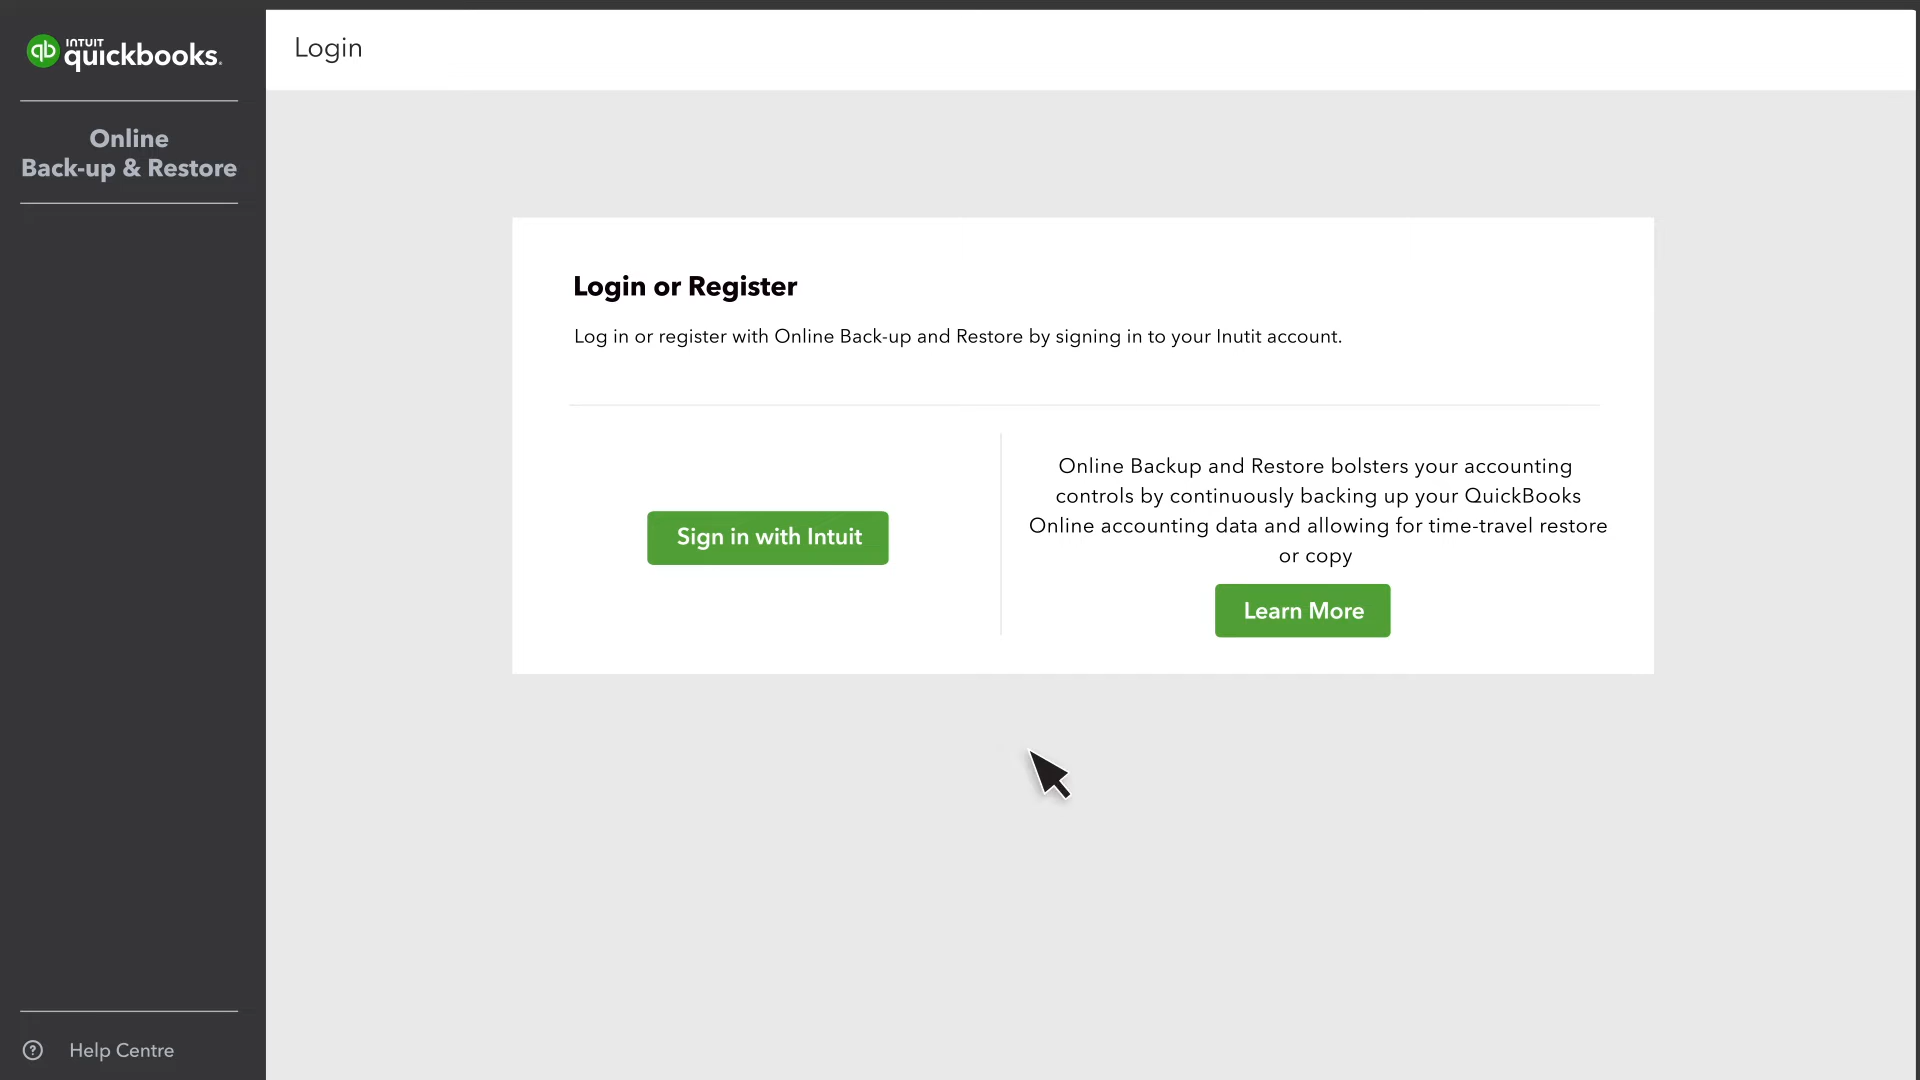 INTUIT
quickbooks.
Login
Online
Back-up & Restore
Login or Register
Log in or register with Online Back-up and Restore by signing in to your Inutit account.
Sign in with Intuit
Online Backup and Restore bolsters your accounting
controls by continuously backing up your QuickBooks
Online accounting data and allowing for time-travel restore
or copy
Learn More
Help Centre